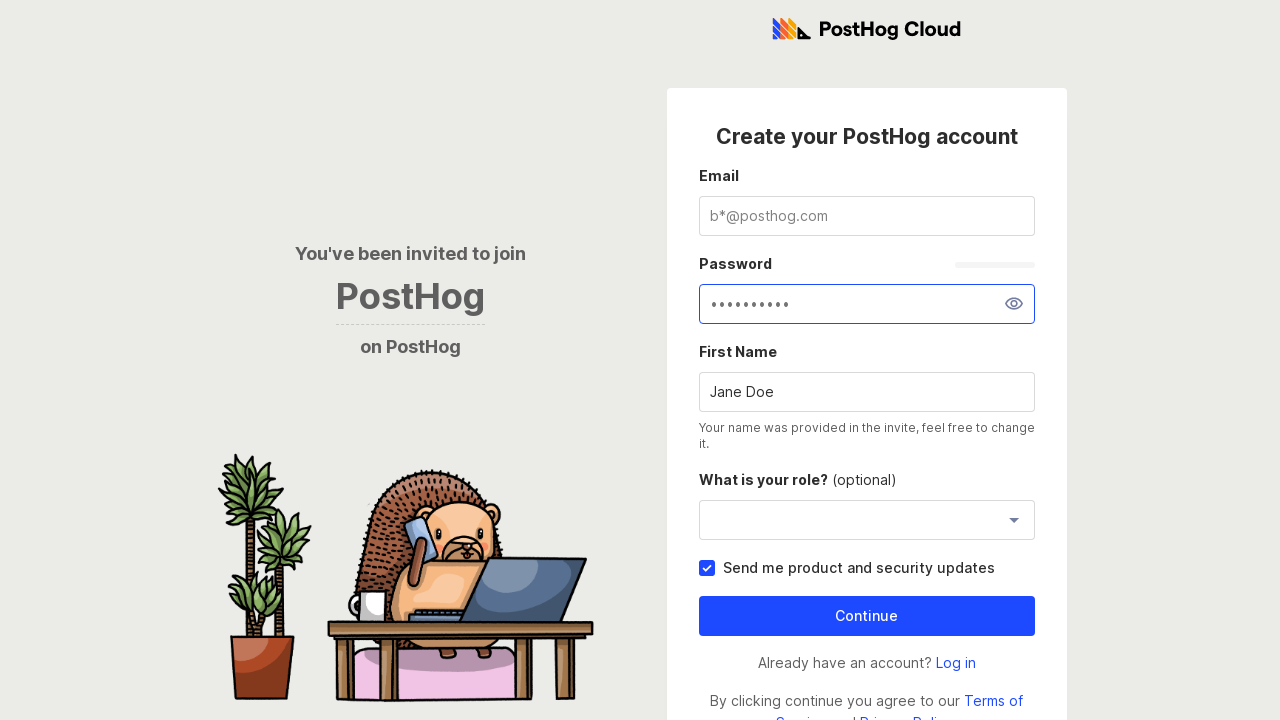 PostHog Cloud
You've been invited to join
PostHog
on PostHog
Create your PostHog account
Email
b*@posthog.com
Password
••••••••••
First Name
Jane Doe
Your name was provided in the invite, feel free to change
it.
What is your role? (optional)
Send me product and security updates
Continue
Already have an account? Log in
By clicking continue you agree to our Terms of